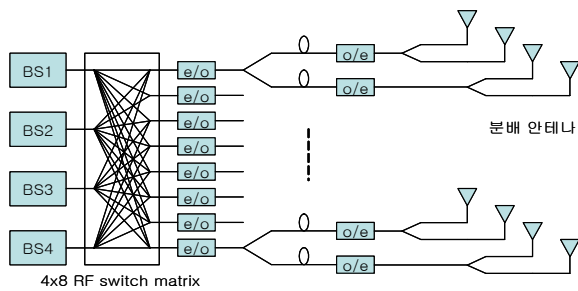 BS1
BS2
BS3
BS4
e/o
e/o
e/o
e/o
e/o
e/o
e/o
e/o
o/e
o/e
o/e
o/e
분배 안테나
4x8 RF switch matrix